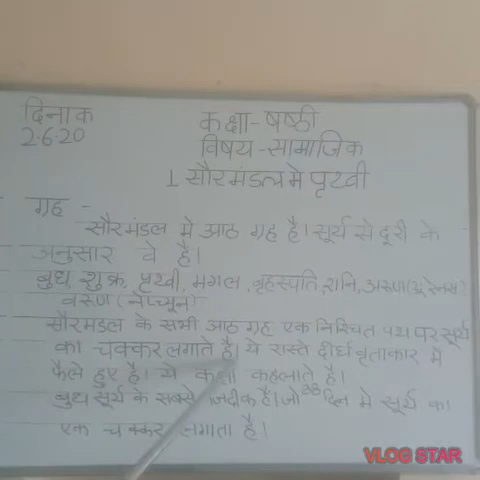 दिनाक
2-6-20
कक्षा-षष्ठी
विषय-सामाजिक
1 सौरमंडल मे पृथ्वी
ग्रह -
सौरमंडल मे आठ ग्रह है। सूर्य से दूरी के
अनुसार वे है।
बुध शुक्र, पृथ्वी, मगल, बृहस्पति, शनि, अरुण (यूरेनस)
वरुण (नेप्च्यून)
सौरमंडल के सभी आठ ग्रह एक निश्चित पथ पर सूर्य
का चक्कर लगाते है। ये रास्ते दीर्घवृताकार मे
फैले हुए है। ये कक्षा कहलाते है।
बुध सूर्य के सबसे नजदीक है। जो 88 दिन मे सूर्य का
एक चक्कर लगाता है।
VLOG STAR